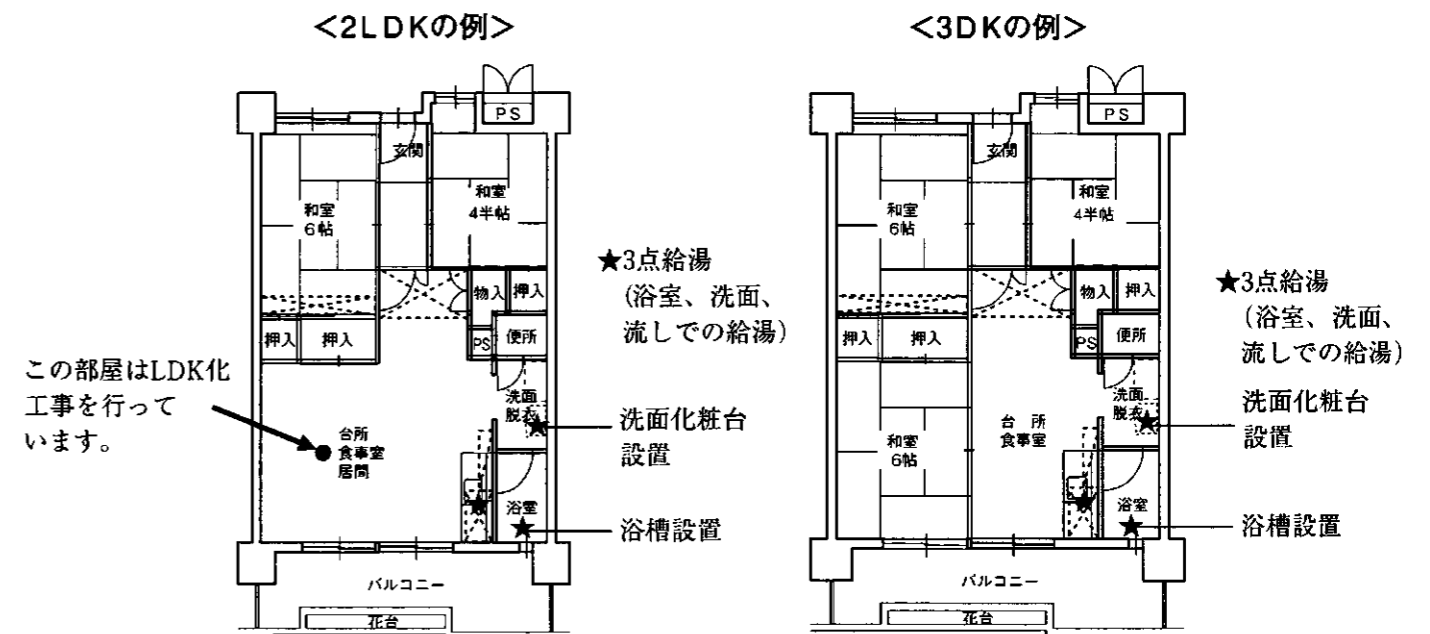 <2LDKの例>
PS
玄関
和室
6帖
和室
4半帖
物入
押入
押入
押入
PS
便所
洗面
脱衣
台所
食事室
居間
浴室
バルコニー
花台
この部屋はLDK化
工事を行って
います。
★3点給湯
(浴室、洗面、
流しでの給湯)
洗面化粧台
設置
浴槽設置
<3DKの例>
PS
玄関
和室
6帖
和室
4半帖
物入
押入
押入
押入
PS
便所
洗面
脱衣
和室
6帖
台所
食事室
浴室
バルコニー
花台
★3点給湯
(浴室、洗面、
流しでの給湯)
洗面化粧台
設置
浴槽設置